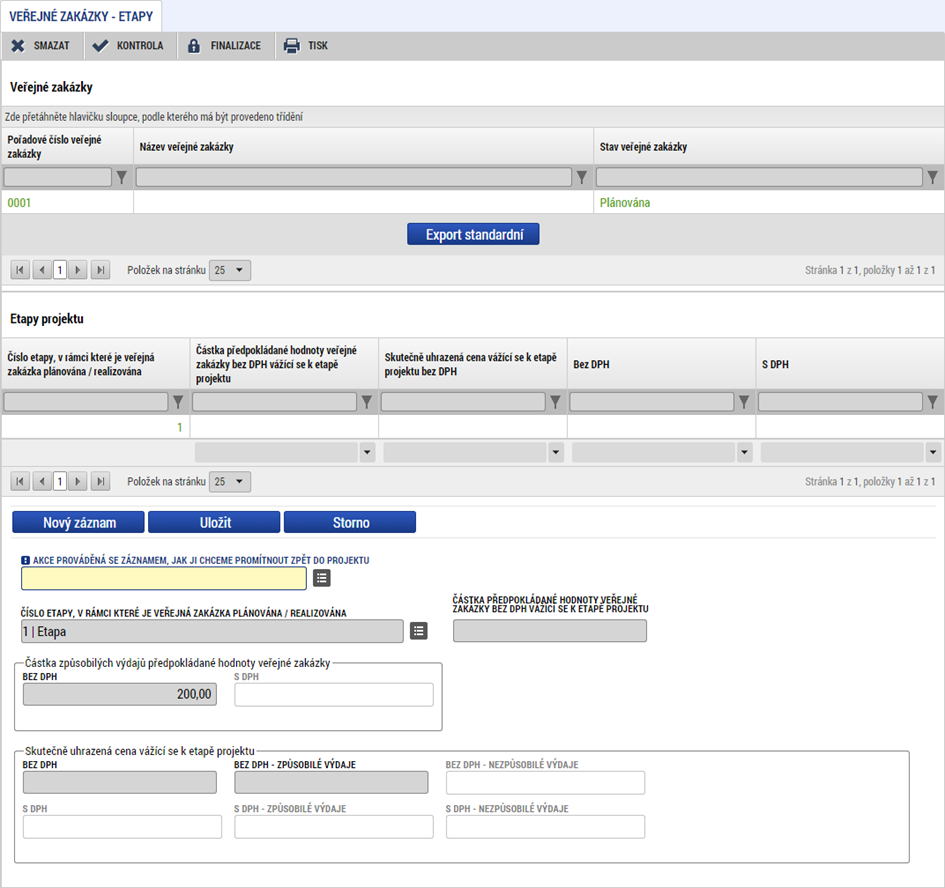 VEŘEJNÉ ZAKÁZKY - ETAPY
SMAZAT KONTROLA FINALIZACE TISK
Veřejné zakázky
Zde přetáhněte hlavičku sloupce, podle kterého má být provedeno třídění
Pořadové číslo veřejné
zakázky
Název veřejné zakázky
Stav veřejné zakázky
0001 Plánována
Export standardní
1 Položek na stránku 25 Stránka 1 z 1, položky 1 až 1 z 1
Etapy projektu
Číslo etapy, v rámci které je veřejná
zakázka plánována / realizována
Částka předpokládané hodnoty veřejné
zakázky bez DPH vážící se k etapě
projektu
Skutečně uhrazená cena vážící se k etapě
projektu bez DPH
Bez DPH
S DPH
1
1 Položek na stránku 25 Stránka 1 z 1, položky 1 až 1 z 1
Nový záznam Uložit Storno
AKCE PROVÁDĚNÁ SE ZÁZNAMEM, JAK JI CHCEME PROMÍTNOUT ZPĚT DO PROJEKTU
ČÍSLO ETAPY, V RÁMCI KTERÉ JE VEŘEJNÁ ZAKÁZKA PLÁNOVÁNA / REALIZOVÁNA
1 | Etapa
ČÁSTKA PŘEDPOKLÁDANÉ HODNOTY VEŘEJNÉ
ZAKÁZKY BEZ DPH VÁŽÍCÍ SE K ETAPĚ PROJEKTU
Částka způsobilých výdajů předpokládané hodnoty veřejné zakázky
BEZ DPH S DPH
200,00
Skutečně uhrazená cena vážící se k etapě projektu
BEZ DPH BEZ DPH - ZPŮSOBILÉ VÝDAJE BEZ DPH - NEZPŮSOBILÉ VÝDAJE
S DPH S DPH - ZPŮSOBILÉ VÝDAJE S DPH - NEZPŮSOBILÉ VÝDAJE